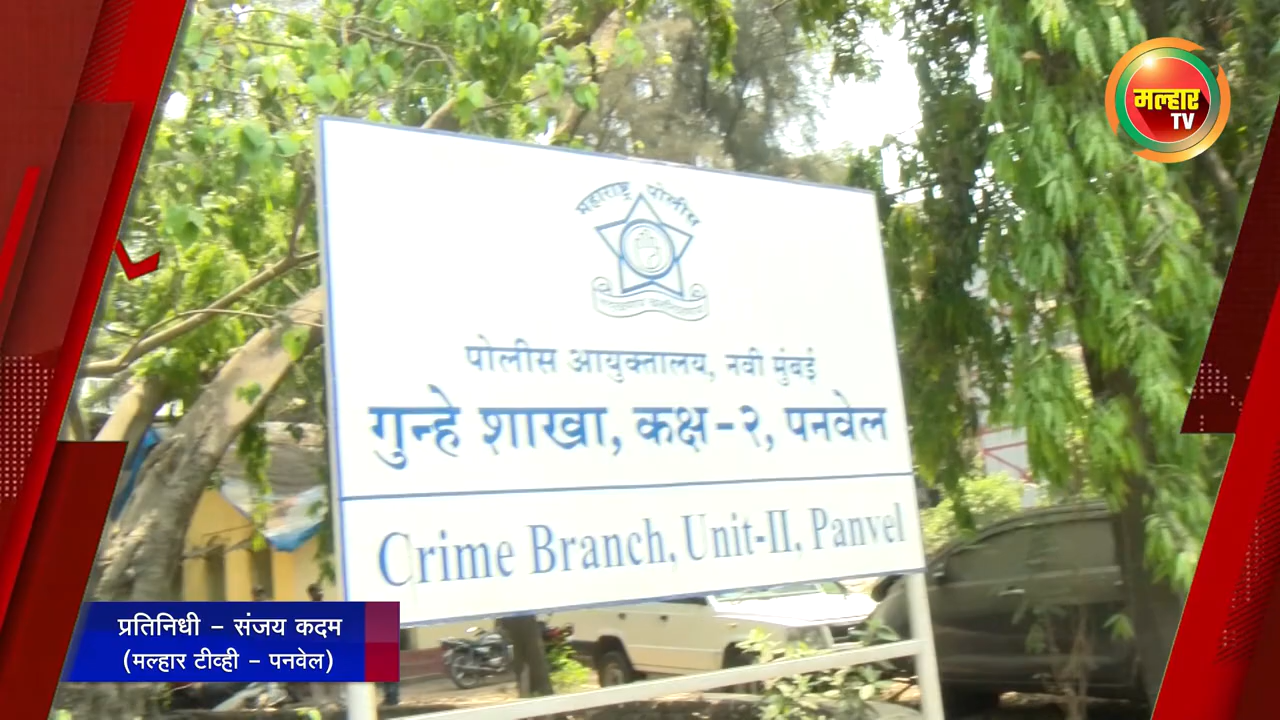 मल्हार
TV
महाराष्ट्र पोलीस
पोलीस आयुक्तालय, नवी मुंबई
गुन्हे शाखा, कक्ष-२, पनवेल
Crime Branch, Unit-II, Panvel
प्रतिनिधी - संजय कदम
(मल्हार टीव्ही - पनवेल)